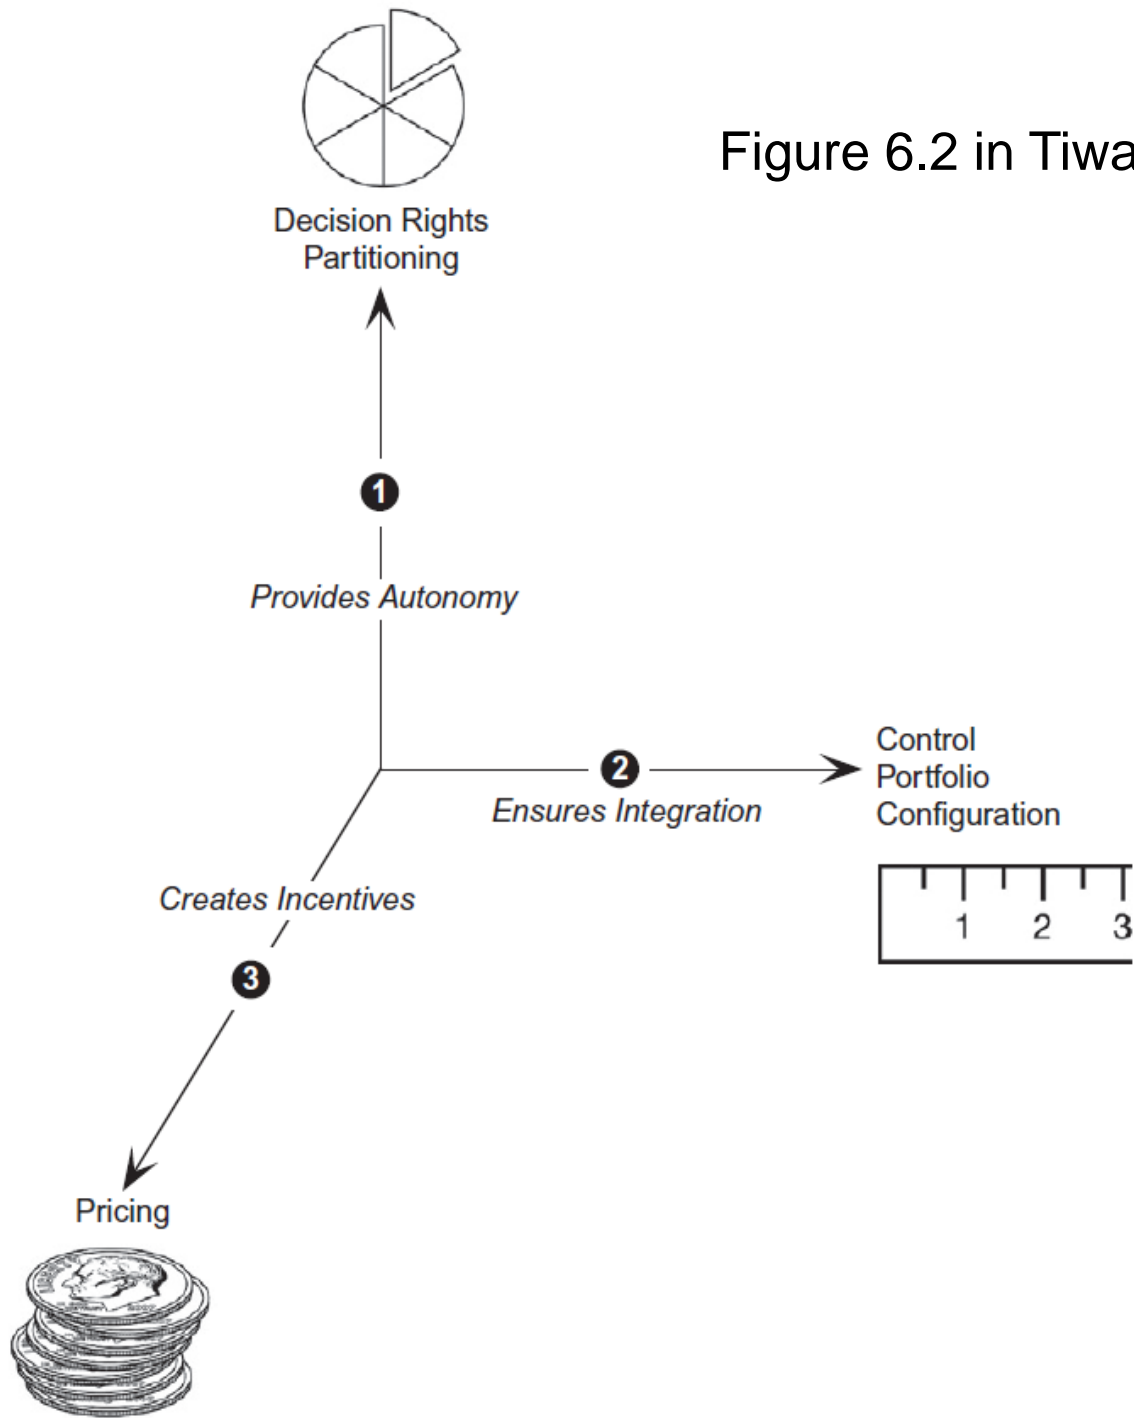 Figure 6.2 in Tiwa
Decision Rights
Partitioning
1
Provides Autonomy
2
Ensures Integration
Control
Portfolio
Configuration
1 2 3
Creates Incentives
3
Pricing